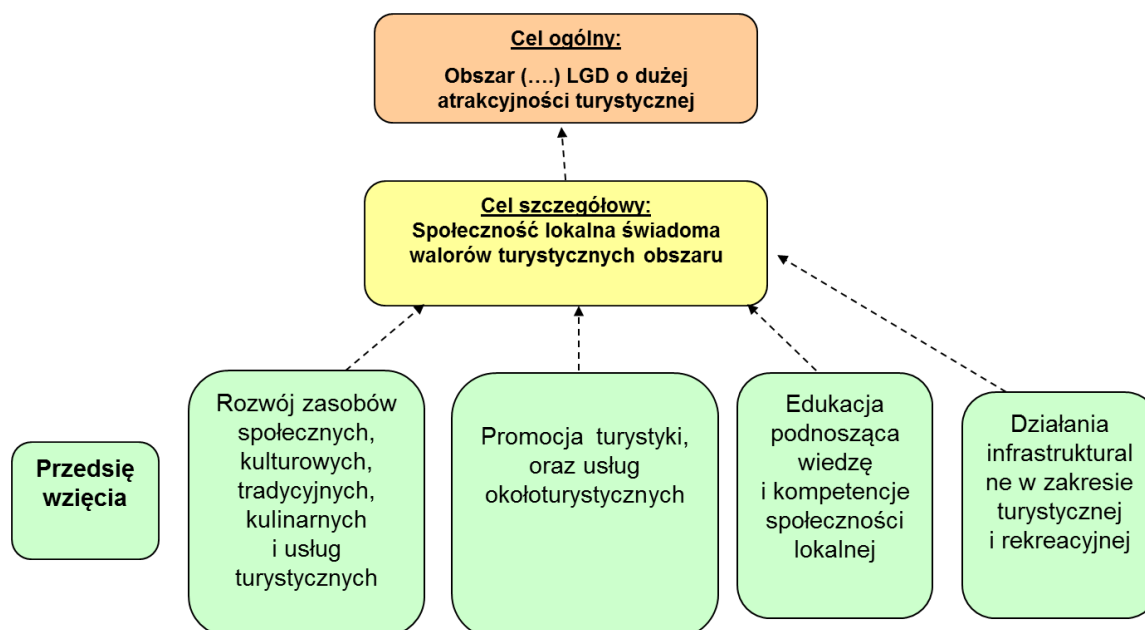 Cel ogólny:
Obszar (....) LGD o dużej
atrakcyjności turystycznej
Cel szczegółowy:
Społeczność lokalna świadoma
walorów turystycznych obszaru
Przedsię
wzięcia
Rozwój zasobów
społecznych,
kulturowych,
tradycyjnych,
kulinarnych
i usług
turystycznych
Promocja turystyki,
oraz usług
okołoturystycznych
Edukacja
podnosząca
wiedzę
i kompetencje
społeczności
lokalnej
Działania
infrastruktural
ne w zakresie
turystycznej
i rekreacyjnej